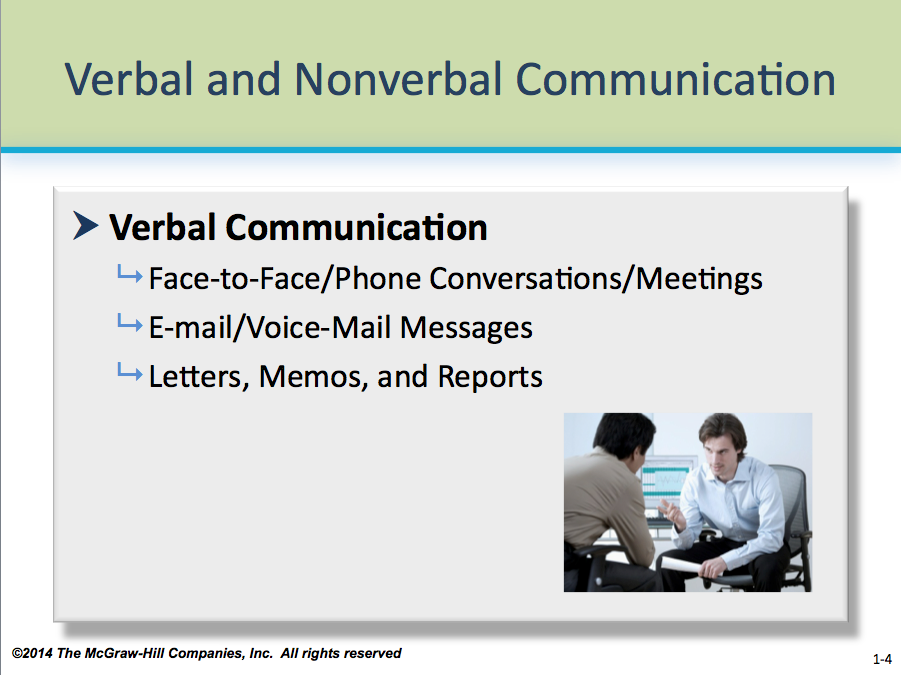 Verbal and Nonverbal Communication
Verbal Communication
Face-to-Face/Phone Conversations/Meetings
E-mail/Voice-Mail Messages
Letters, Memos, and Reports
©2014 The McGraw-Hill Companies, Inc. All rights reserved
1-4